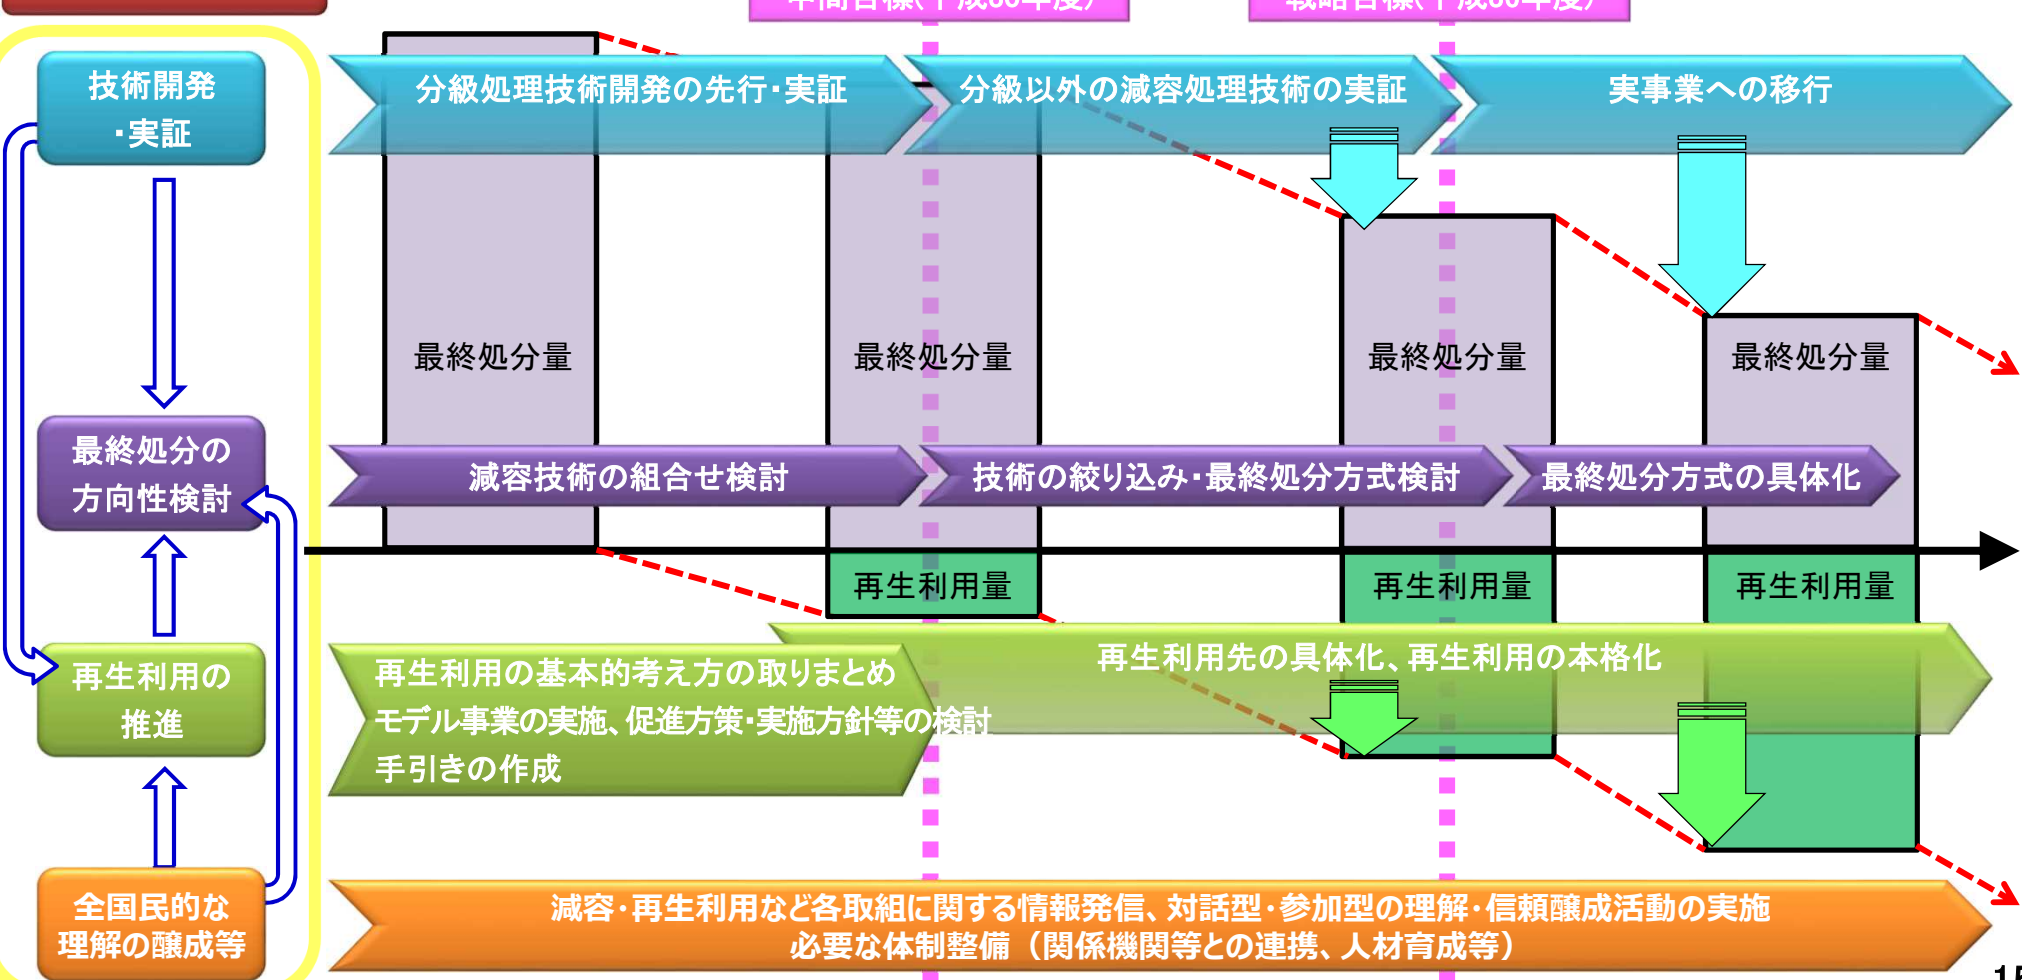 技術開発
・実証
分級処理技術開発の先行・実証
分級以外の減容処理技術の実証
実事業への移行
最終処分量
最終処分量
最終処分量
最終処分量
最終処分の
方向性検討
減容技術の組合せ検討
技術の絞り込み・最終処分方式検討
最終処分方式の具体化
再生利用量
再生利用量
再生利用量
再生利用の
推進
再生利用の基本的考え方の取りまとめ
モデル事業の実施、促進方策・実施方針等の検討
手引きの作成
再生利用先の具体化、再生利用の本格化
全国民的な
理解の醸成等
減容・再生利用など各取組に関する情報発信、対話型・参加型の理解・信頼醸成活動の実施
必要な体制整備（関係機関等との連携、人材育成等）